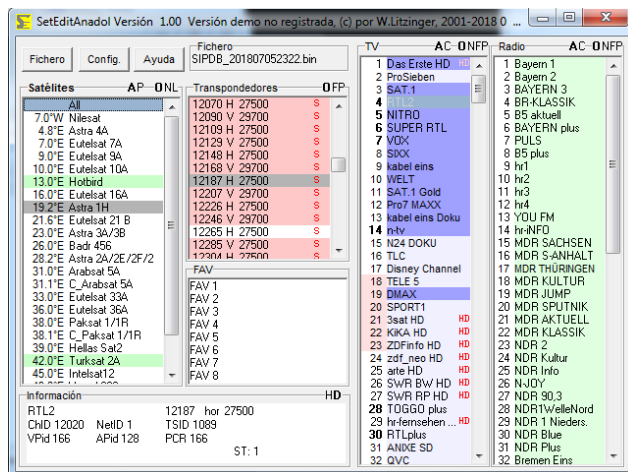 SetEditAnadol Versión 1.00 Versión demo no registrada, (c) por W.Litzinger, 2001-2018 0 ...
Fichero Config. Ayuda
Fichero
SIPDB_201807052322.bin
Satélites AP ONL
All
7.0°W Nilesat
4.8°E Astra 4A
7.0°E Eutelsat 7A
9.0°E Eutelsat 9A
10.0°E Eutelsat 10A
13.0°E Hotbird
16.0°E Eutelsat 16A
19.2°E Astra 1H
21.6°E Eutelsat 21 B
23.0°E Astra 3A/3B
26.0°E Badr 456
28.2°E Astra 2A/2E/2F/2
31.0°E Arabsat 5A
31.1°E C_Arabsat 5A
33.0°E Eutelsat 33A
36.0°E Eutelsat 36A
38.0°E Paksat 1/1R
38.1°E C_Paksat 1/1R
39.0°E Hellas Sat2
42.0°E Turksat 2A
45.0°E Intelsat12
Transpondedores OFP
12070 H 27500 S
12090 V 29700 S
12109 H 27500 S
12129 V 27500 S
12148 H 27500 S
12168 V 29700 S
12187 H 27500 S
12207 V 29700 S
12226 H 27500 S
12246 V 29700 S
12265 H 27500 S
12285 V 27500 S
12304 H 27500 S
FAV
FAV 1
FAV 2
FAV 3
FAV 4
FAV 5
FAV 6
FAV 7
FAV 8
Información HD
RTL2 12187 hor 27500
ChID 12020 NetID 1 TSID 1089
VPid 166 APid 128 PCR 166
ST: 1
TV AC ONFP
1 Das Erste HD HD
2 ProSieben
3 SAT.1
4 RTL2
5 NITRO
6 SUPER RTL
7 VOX
8 SIXX
9 kabel eins
10 WELT
11 SAT.1 Gold
12 Pro7 MAXX
13 kabel eins Doku
14 n-tv
15 N24 DOKU
16 TLC
17 Disney Channel
18 TELE 5
19 DMAX
20 SPORT1
21 3sat HD HD
22 KiKA HD HD
23 ZDFinfo HD HD
24 zdf_neo HD HD
25 arte HD HD
26 SWR BW HD HD
27 SWR RP HD HD
28 TOGGO plus
29 hr-fernsehen ... HD
30 RTLplus
31 ANIXE SD
32 QVC
Radio AC ONFP
1 Bayern 1
2 Bayern 2
3 BAYERN 3
4 BR-KLASSIK
5 B5 aktuell
6 BAYERN plus
7 PULS
8 B5 plus
9 hr1
10 hr2
11 hr3
12 hr4
13 YOU FM
14 hr-iNFO
15 MDR SACHSEN
16 MDR S-ANHALT
17 MDR THÜRINGEN
18 MDR KULTUR
19 MDR JUMP
20 MDR SPUTNIK
21 MDR AKTUELL
22 MDR KLASSIK
23 NDR 2
24 NDR Kultur
25 NDR Info
26 N-JOY
27 NDR 90,3
28 NDR1WelleNord
29 NDR 1 Nieders.
30 NDR Blue
31 NDR Plus
32 Bremen Eins